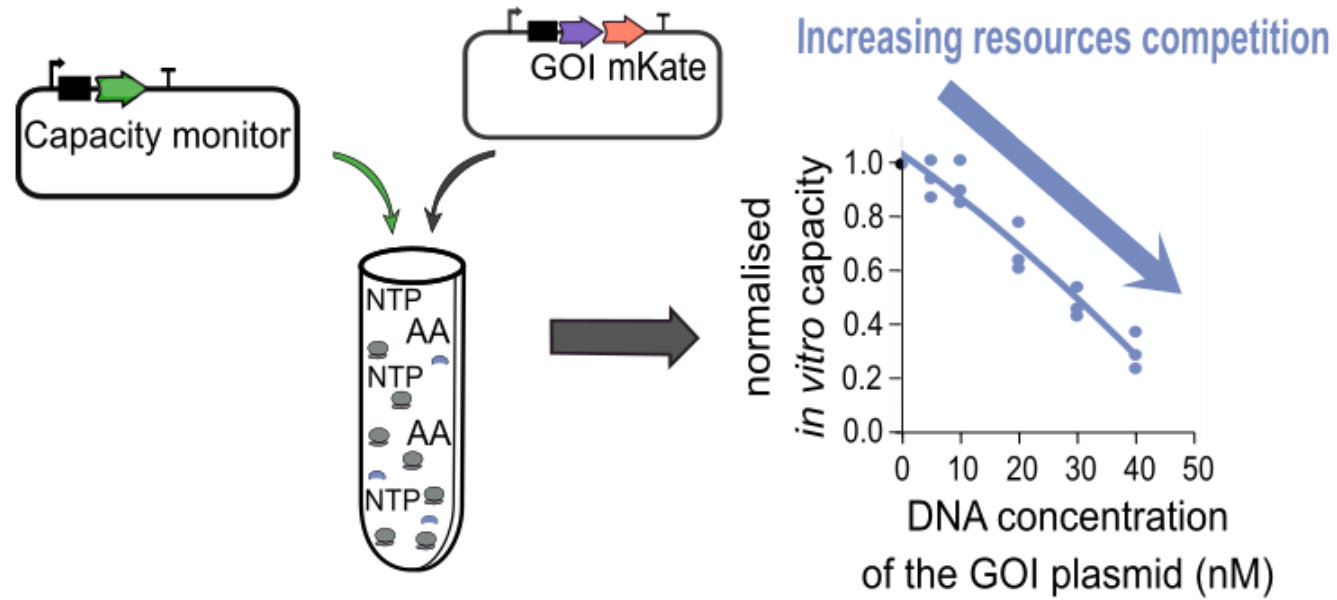 Capacity monitor
GOI mKate
NTP
AA
NTP
AA
NTP
Increasing resources competition
normalised
in vitro capacity
1.0
0.8
0.6
0.4
0.2
0.0
0 10 20 30 40 50
DNA concentration
of the GOI plasmid (nM)